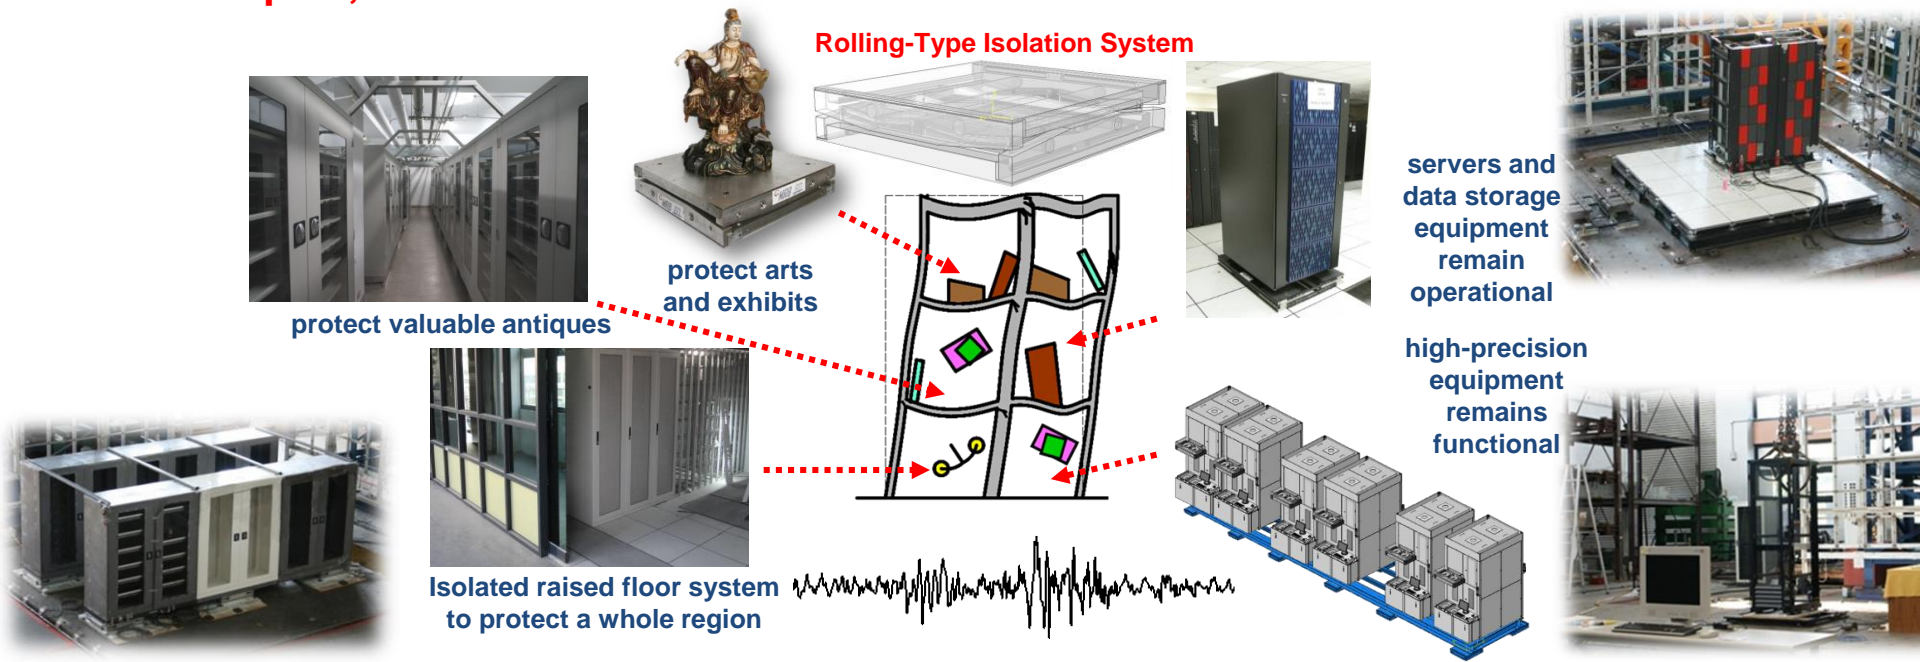 Rolling-Type Isolation System
servers and
data storage
equipment
remain
operational
protect arts
and exhibits
protect valuable antiques
high-precision
equipment
remains
functional
Isolated raised floor system
to protect a whole region